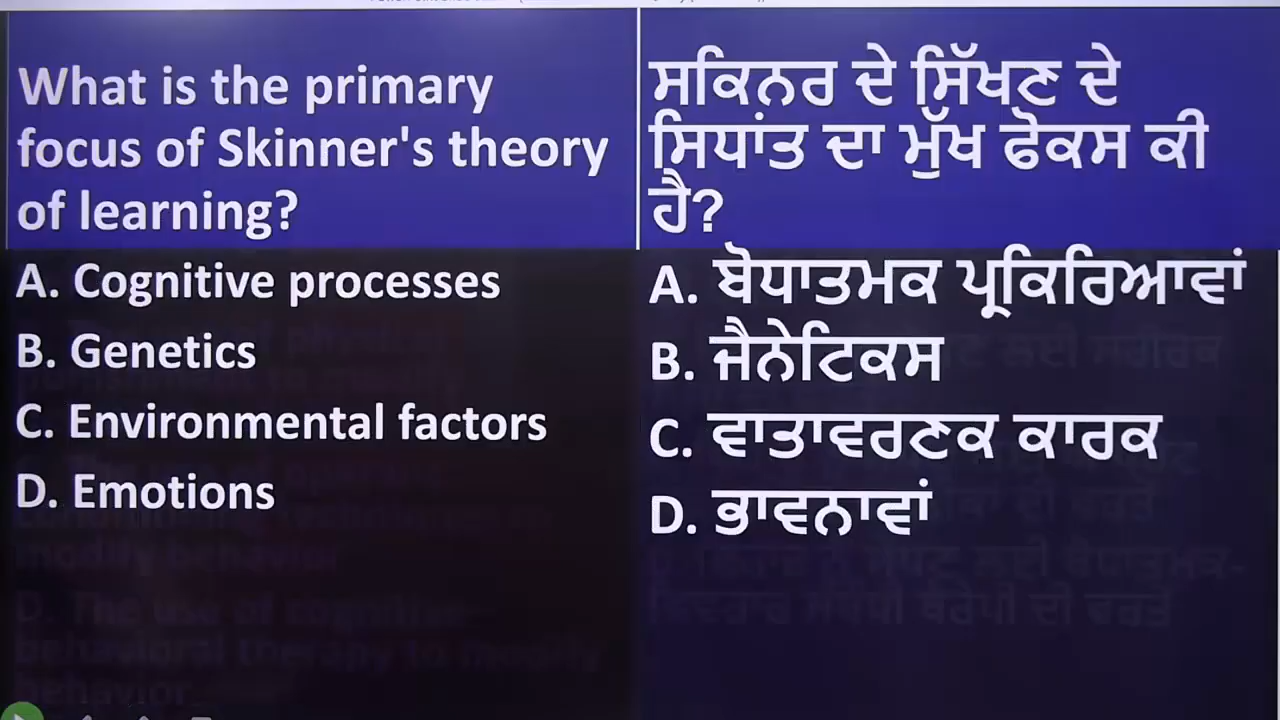 What is the primary
focus of Skinner's theory
of learning?
A. Cognitive processes
B. Genetics
C. Environmental factors
D. Emotions
ਸਕਿਨਰ ਦੇ ਸਿੱਖਣ ਦੇ
ਸਿਧਾਂਤ ਦਾ ਮੁੱਖ ਫੋਕਸ ਕੀ
ਹੈ?
A. ਬੋਧਾਤਮਕ ਪ੍ਰਕਿਰਿਆਵਾਂ
B. ਜੈਨੇਟਿਕਸ
C. ਵਾਤਾਵਰਣਕ ਕਾਰਕ
D. ਭਾਵਨਾਵਾਂ